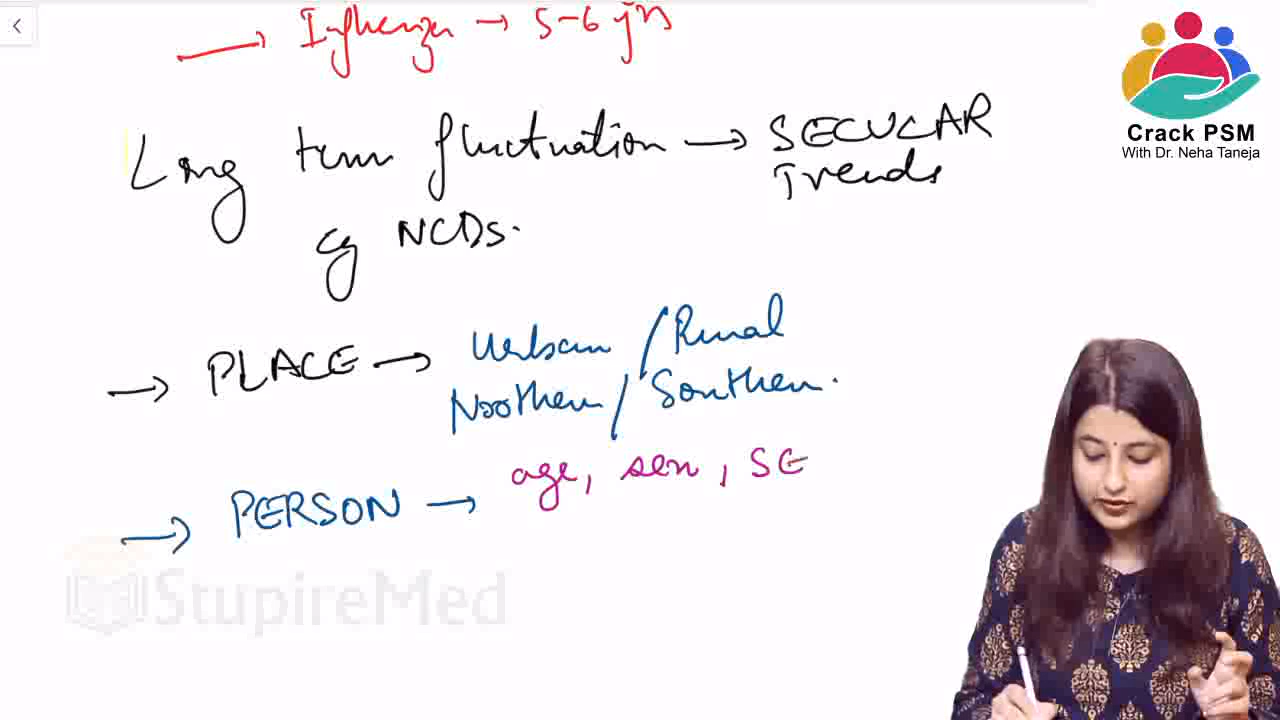 → Influenza → 5-6 yrs
Long term fluctuation → SECULAR
Trends
eg NCDs.
→ PLACE → Urban / Rural
Noothern / Southern.
→ PERSON → age, sex, SE
Crack PSM
With Dr. Neha Taneja
StupireMed